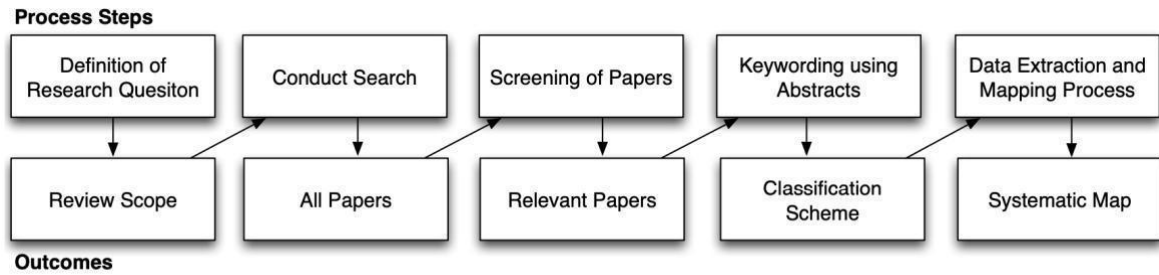 Process Steps
Definition of
Research Quesiton
Conduct Search
Screening of Papers
Keywording using
Abstracts
Data Extraction and
Mapping Process
Review Scope
All Papers
Relevant Papers
Classification
Scheme
Systematic Map
Outcomes